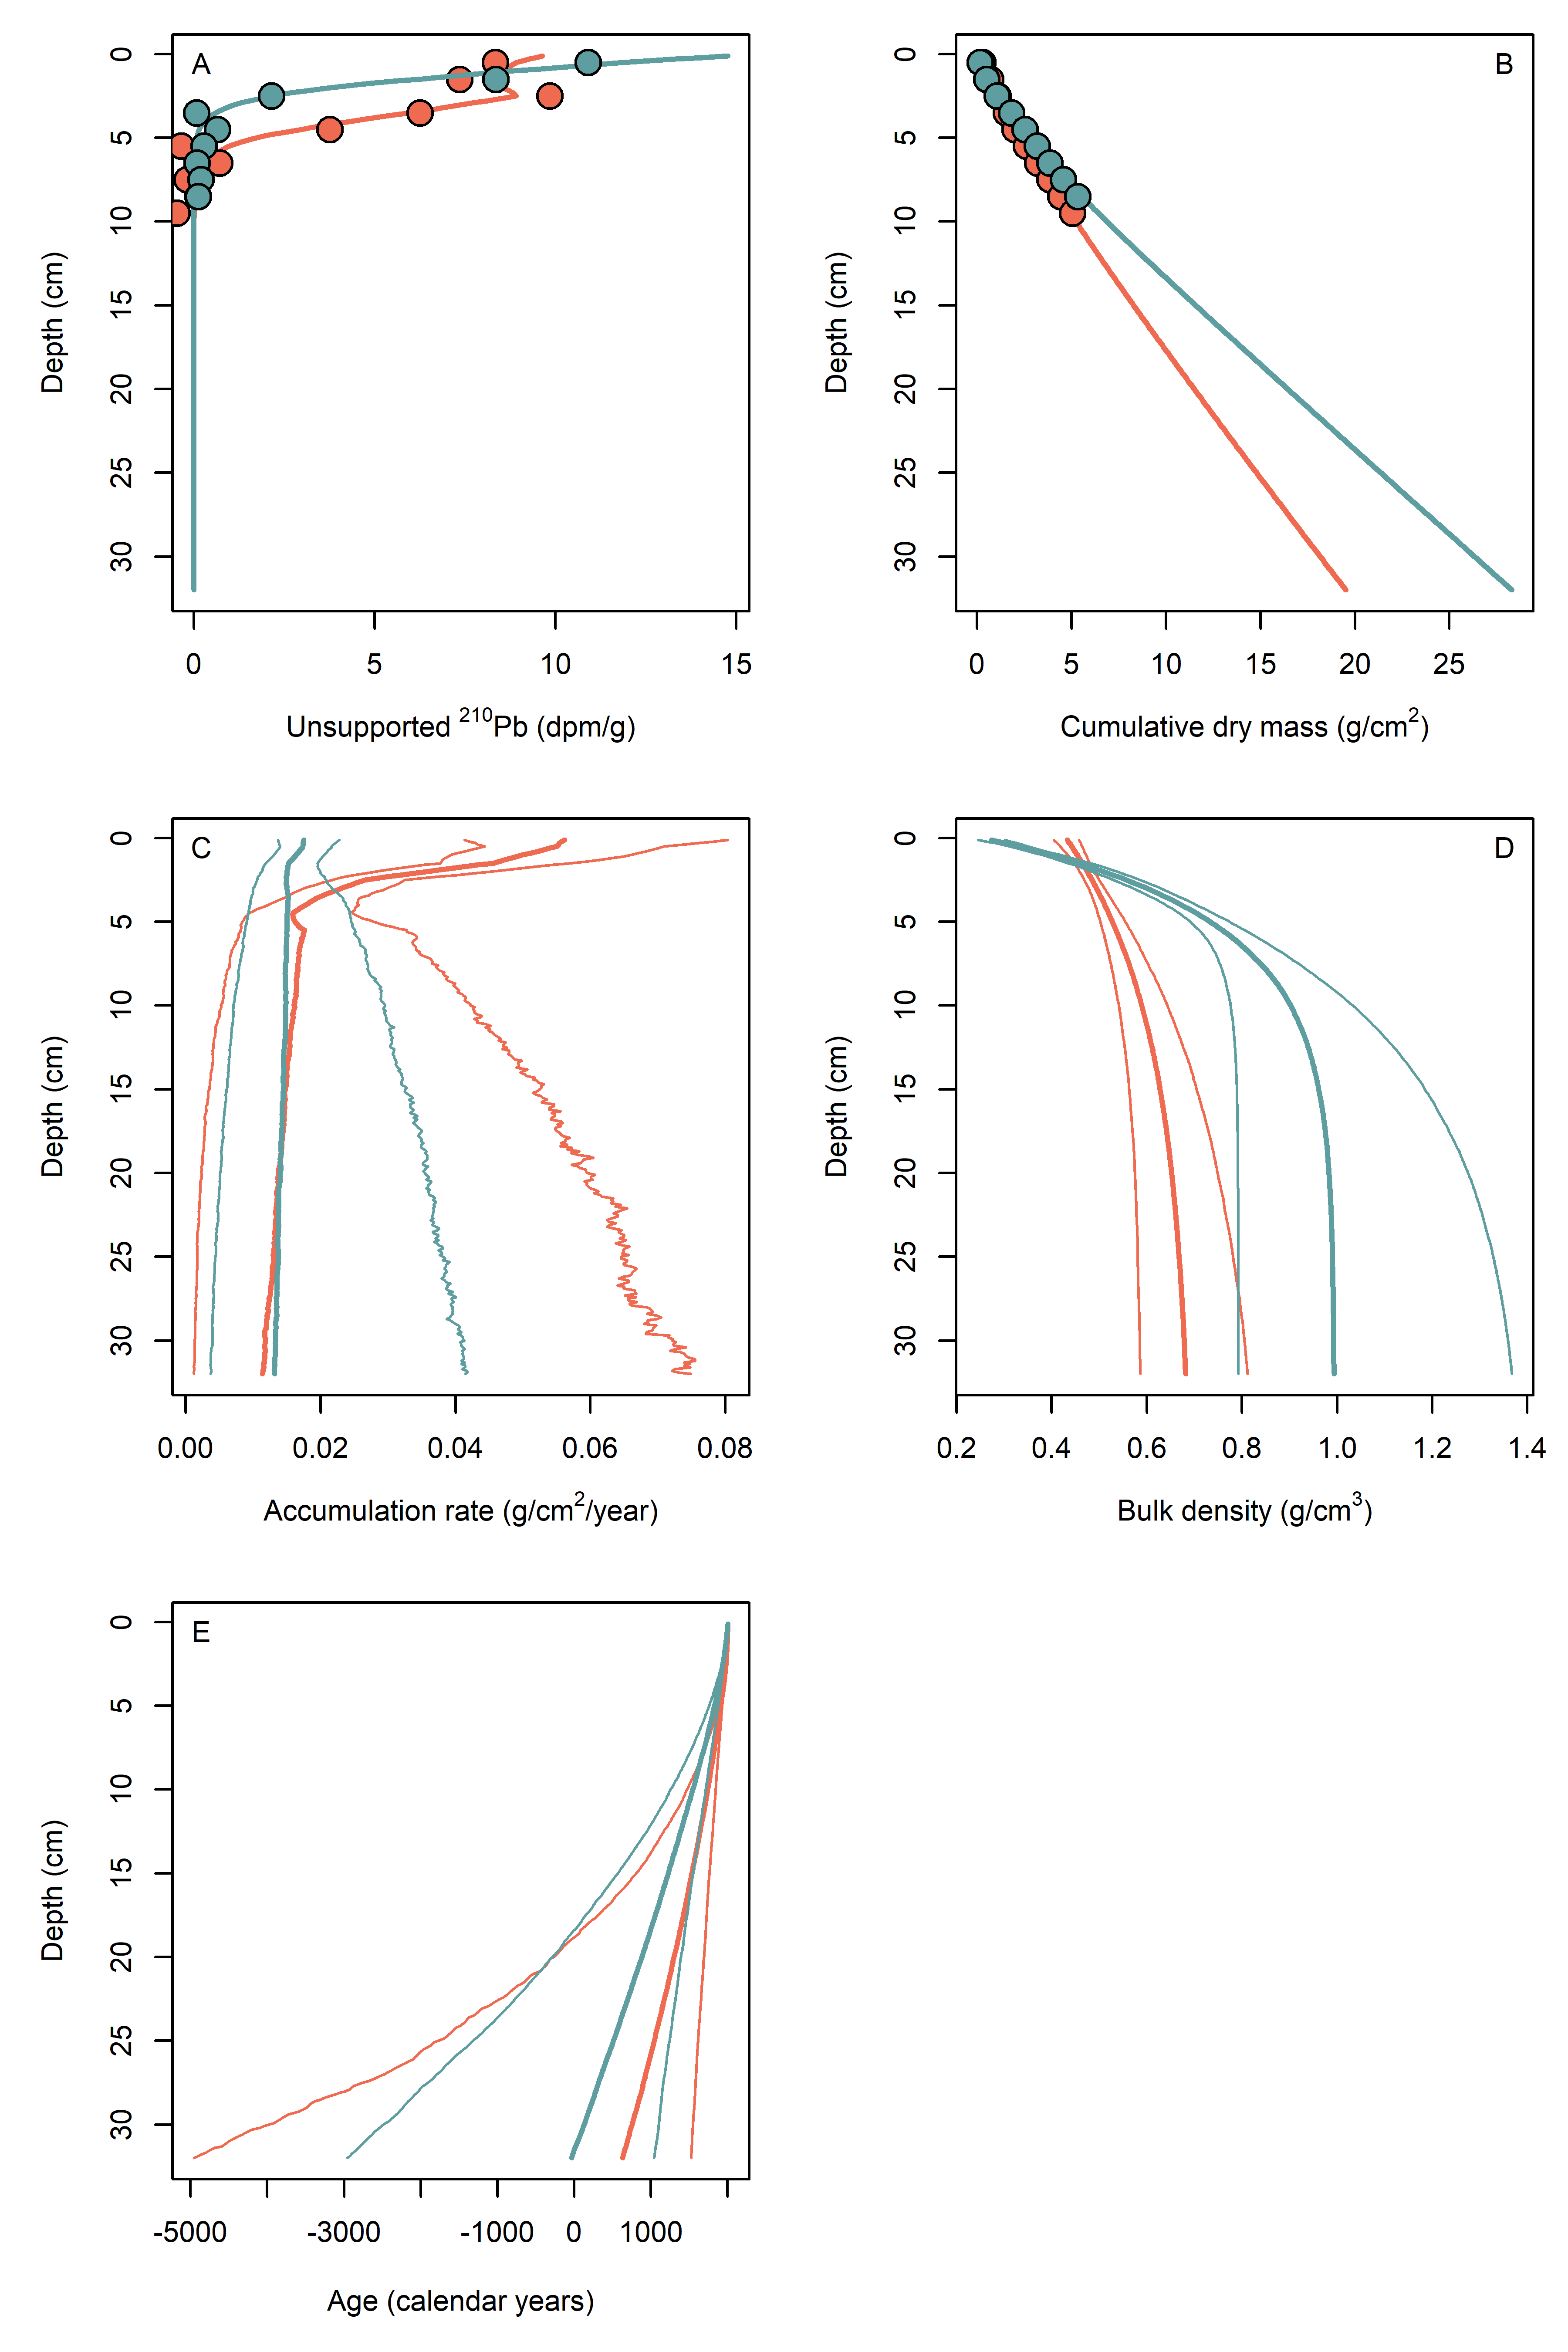 A
0
5
10
15
20
25
30
Depth (cm)
0 5 10 15
Unsupported ²¹⁰Pb (dpm/g)
B
0
5
10
15
20
25
30
Depth (cm)
0 5 10 15 20 25
Cumulative dry mass (g/cm²)
C
0
5
10
15
20
25
30
Depth (cm)
0.00 0.02 0.04 0.06 0.08
Accumulation rate (g/cm²/year)
D
0
5
10
15
20
25
30
Depth (cm)
0.2 0.4 0.6 0.8 1.0 1.2 1.4
Bulk density (g/cm³)
E
0
5
10
15
20
25
30
Depth (cm)
-5000 -3000 -1000 0 1000
Age (calendar years)